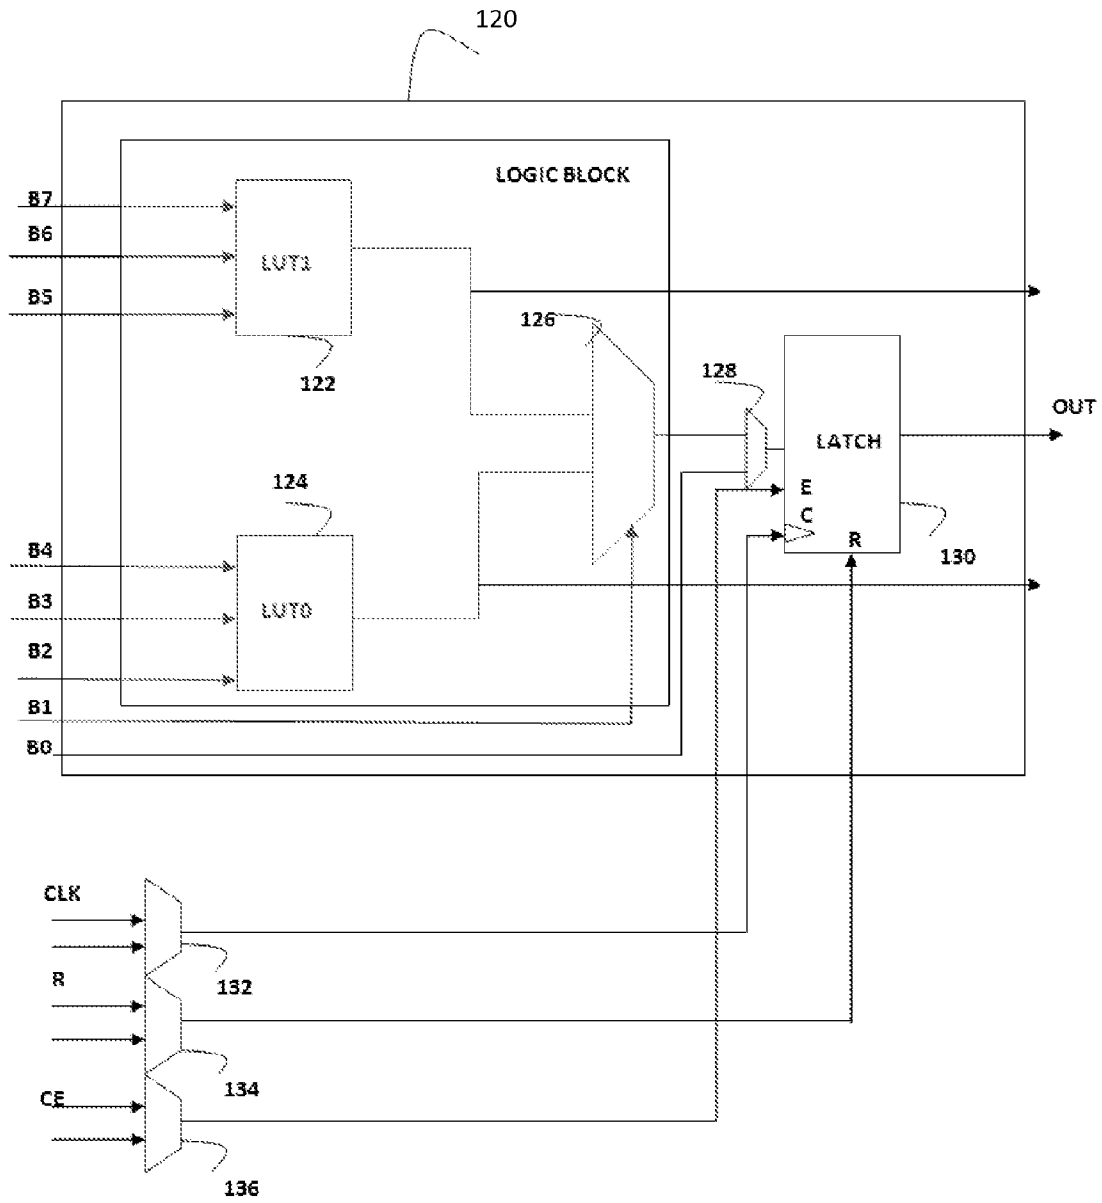 120
LOGIC BLOCK
B7
B6
LUT1
B5
126
122
128
OUT
LATCH
124
E
C
R
130
B4
B3
LUT0
B2
B1
B0
CLK
R
132
134
CE
136